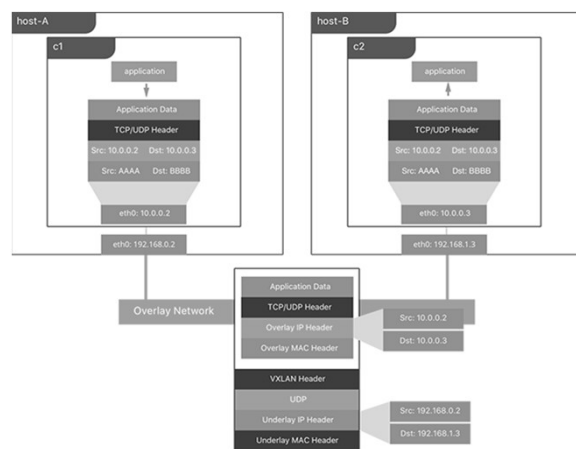 host-A
c1
application
Application Data
TCP/UDP Header
Src: 10.0.0.2 Dst: 10.0.0.3
Src: AAAA Dst: BBBB
eth0: 10.0.0.2
eth0: 192.168.0.2
host-B
c2
application
Application Data
TCP/UDP Header
Src: 10.0.0.2 Dst: 10.0.0.3
Src: AAAA Dst: BBBB
eth0: 10.0.0.3
eth0: 192.168.1.3
Overlay Network
Application Data
TCP/UDP Header
Overlay IP Header
Overlay MAC Header
Src: 10.0.0.2
Dst: 10.0.0.3
VXLAN Header
UDP
Underlay IP Header
Underlay MAC Header
Src: 192.168.0.2
Dst: 192.168.1.3